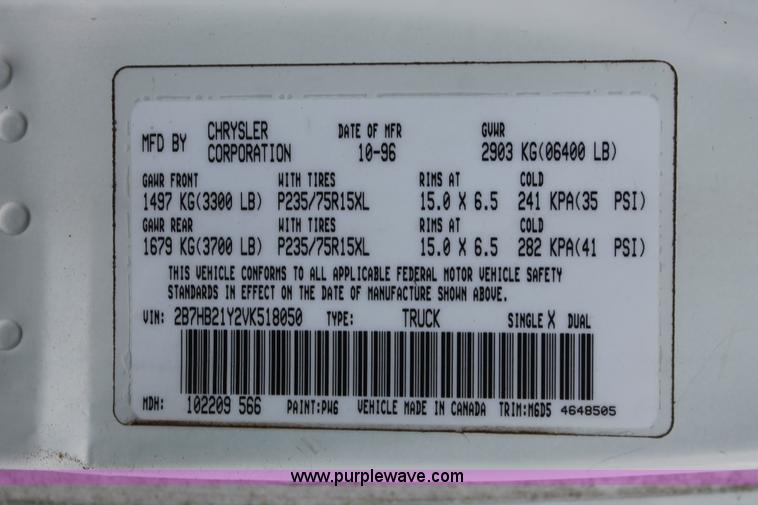 MFD BY CHRYSLER CORPORATION DATE OF MFR 10-96 GVWR 2903 KG(06400 LB)
GAWR FRONT WITH TIRES RIMS AT COLD
1497 KG(3300 LB) P235/75R15XL 15.0 X 6.5 241 KPA(35 PSI)
GAWR REAR WITH TIRES RIMS AT COLD
1679 KG(3700 LB) P235/75R15XL 15.0 X 6.5 282 KPA(41 PSI)
THIS VEHICLE CONFORMS TO ALL APPLICABLE FEDERAL MOTOR VEHICLE SAFETY
STANDARDS IN EFFECT ON THE DATE OF MANUFACTURE SHOWN ABOVE.
VIN: 2B7HB21Y2VK518050 TYPE: TRUCK SINGLE X DUAL
MDH: 102209 566 PAINT:PW6 VEHICLE MADE IN CANADA TRIM:M6D5 4648505
www.purplewave.com